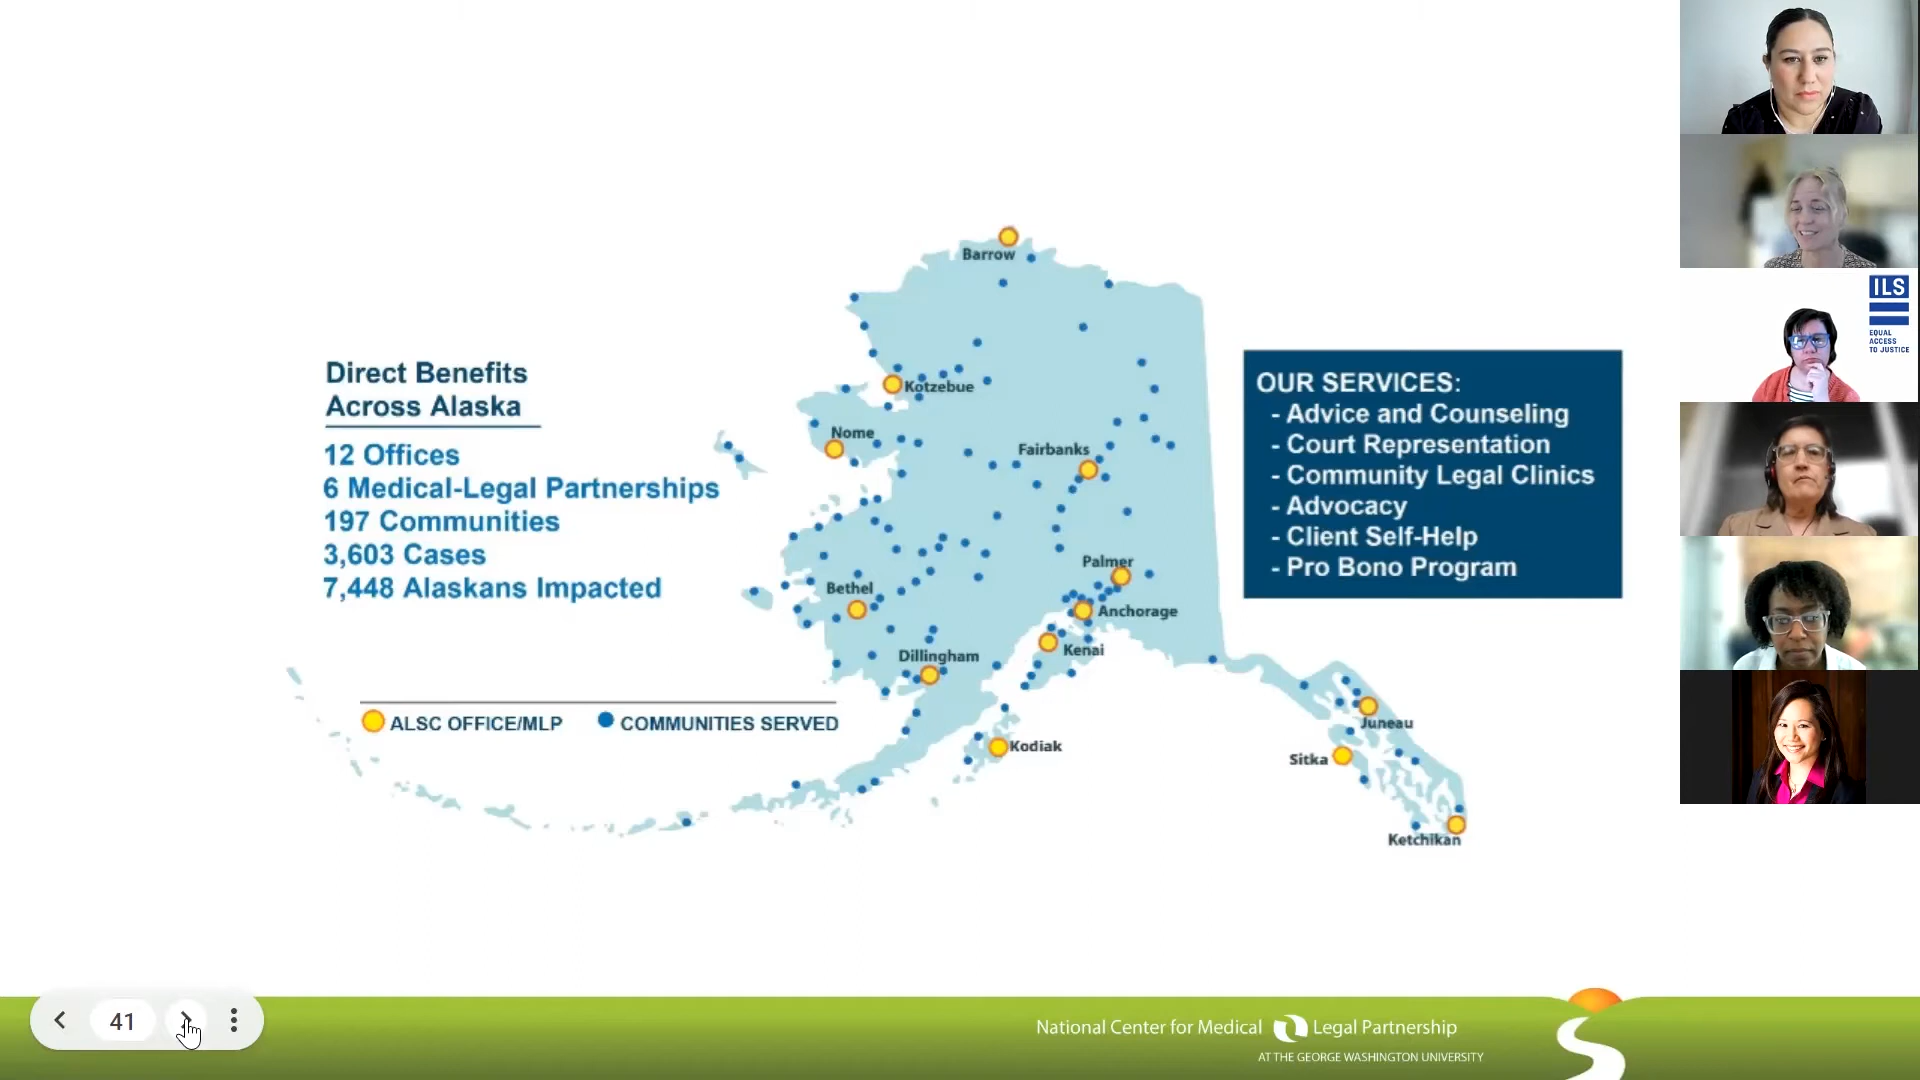 Direct Benefits
Across Alaska
12 Offices
6 Medical-Legal Partnerships
197 Communities
3,603 Cases
7,448 Alaskans Impacted
ALSC OFFICE/MLP
COMMUNITIES SERVED
Barrow
Kotzebue
Nome
Fairbanks
Palmer
Bethel
Anchorage
Kenai
Dillingham
Kodiak
Juneau
Sitka
Ketchikan
OUR SERVICES:
- Advice and Counseling
- Court Representation
- Community Legal Clinics
- Advocacy
- Client Self-Help
- Pro Bono Program
ILS
EQUAL
ACCESS
TO JUSTICE
41
National Center for Medical Legal Partnership
AT THE GEORGE WASHINGTON UNIVERSITY